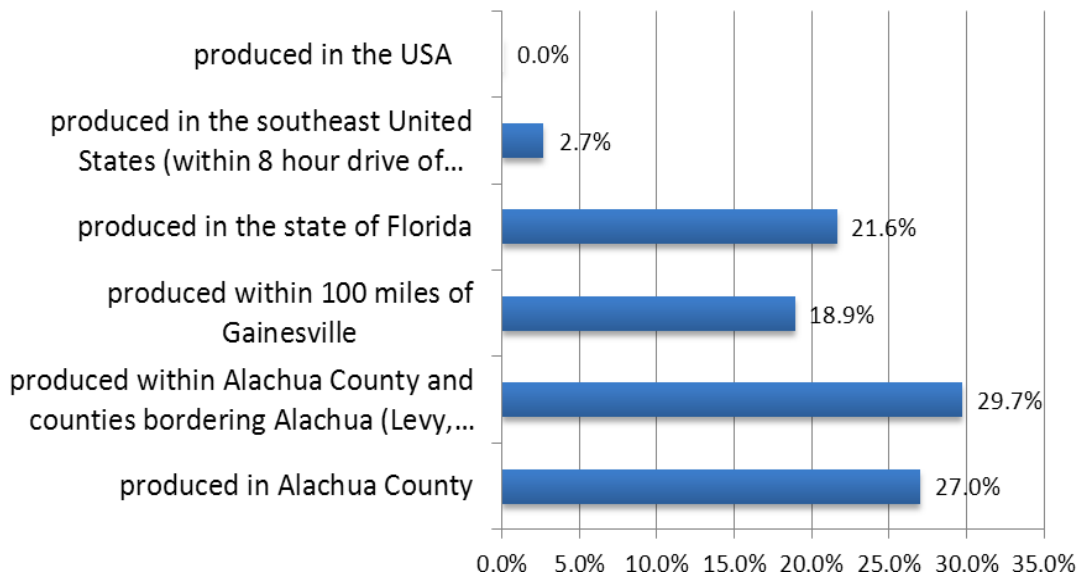 produced in the USA
0.0%
produced in the southeast United
States (within 8 hour drive of...
2.7%
produced in the state of Florida
21.6%
produced within 100 miles of
Gainesville
18.9%
produced within Alachua County and
counties bordering Alachua (Levy,...
29.7%
produced in Alachua County
27.0%
0.0% 5.0% 10.0% 15.0% 20.0% 25.0% 30.0% 35.0%